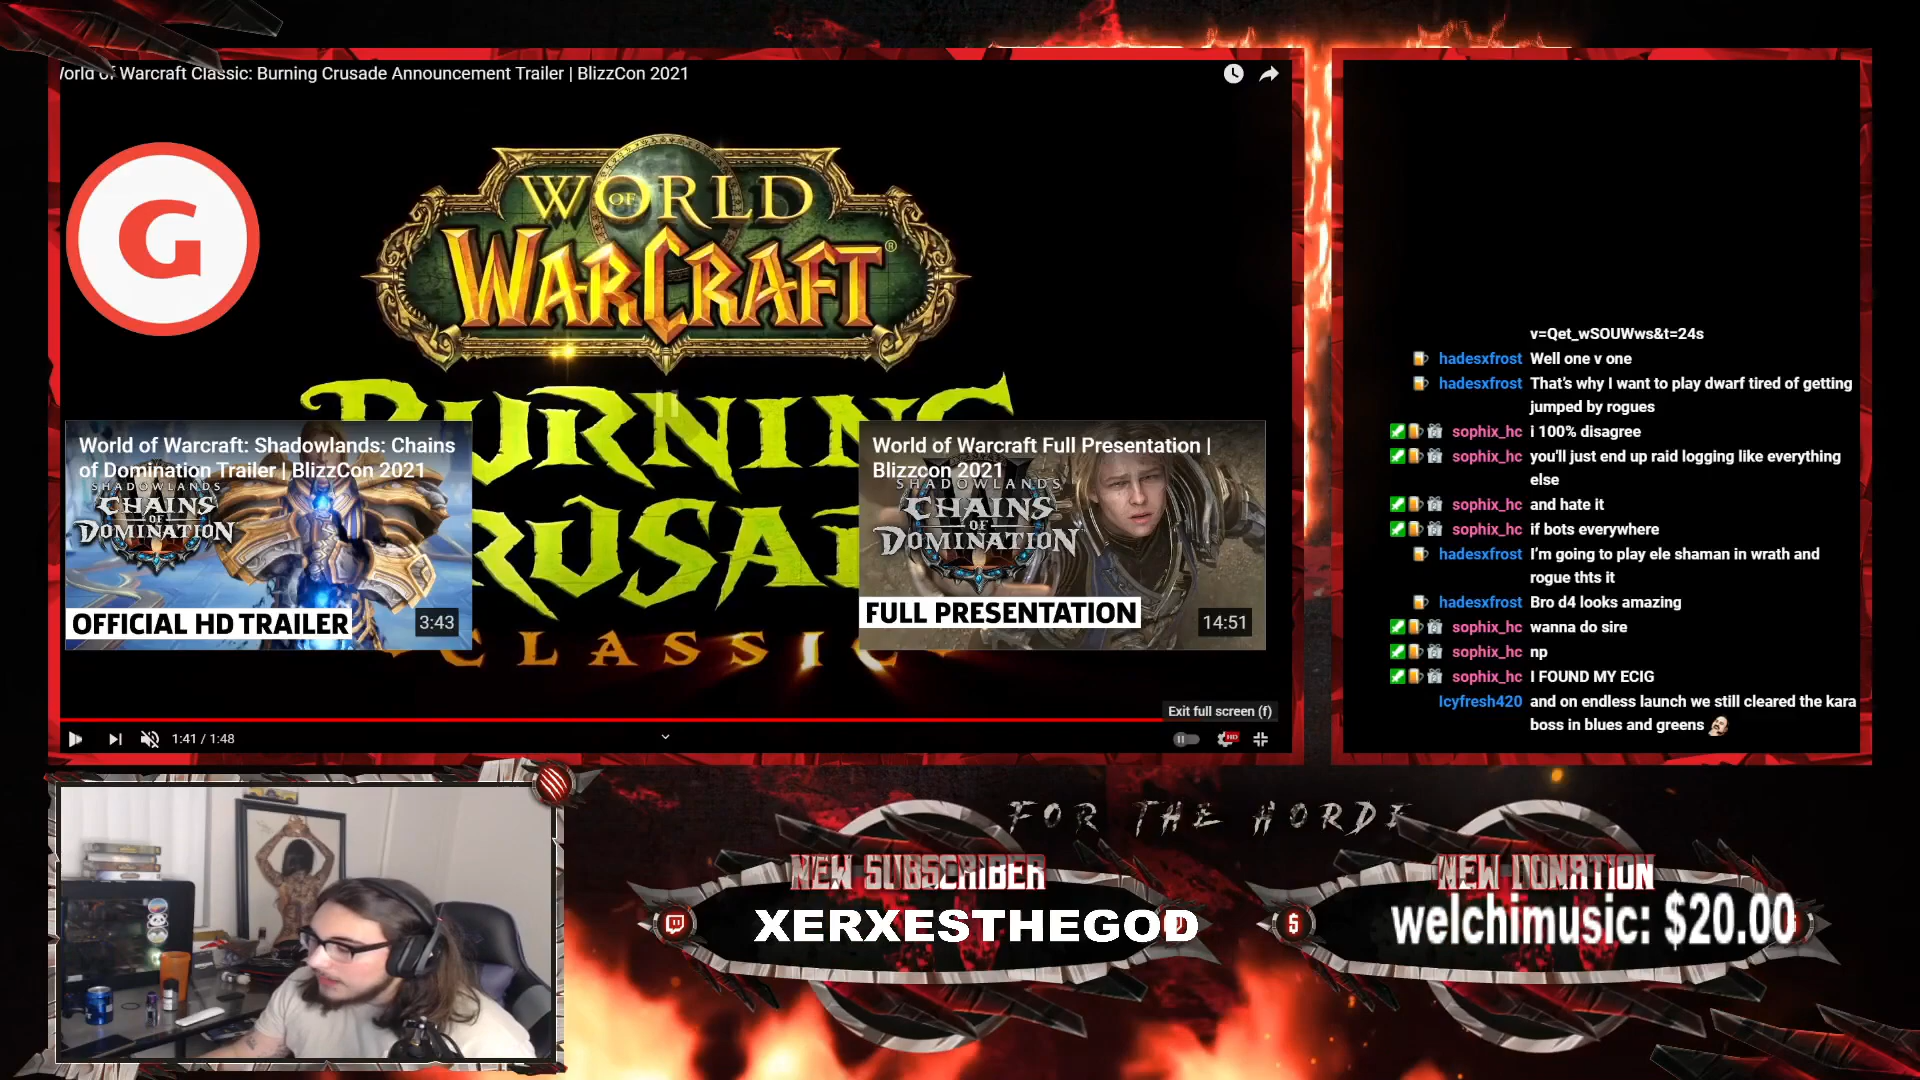 World of Warcraft Classic: Burning Crusade Announcement Trailer | BlizzCon 2021
G
WORLD
OF
WARCRAFT®
BURNING
CRUSA
CLASSIC
World of Warcraft: Shadowlands: Chains
of Domination Trailer | BlizzCon 2021
SHADOWLANDS
CHAINS
OF
DOMINATION
OFFICIAL HD TRAILER
3:43
World of Warcraft Full Presentation |
Blizzcon 2021
SHADOWLANDS
CHAINS
OF
DOMINATION
FULL PRESENTATION
14:51
Exit full screen (f)
1:41 / 1:48
HD
v=Qet_wSOUWws&t=24s
hadesxfrost Well one v one
hadesxfrost That's why I want to play dwarf tired of getting
jumped by rogues
sophix_hc i 100% disagree
sophix_hc you'll just end up raid logging like everything
else
sophix_hc and hate it
sophix_hc if bots everywhere
hadesxfrost I'm going to play ele shaman in wrath and
rogue thts it
hadesxfrost Bro d4 looks amazing
sophix_hc wanna do sire
sophix_hc np
sophix_hc I FOUND MY ECIG
Icyfresh420 and on endless launch we still cleared the kara
boss in blues and greens
FOR THE HORDE
NEW SUBSCRIBER
XERXESTHEGOD
NEW DONATION
$
welchimusic: $20.00